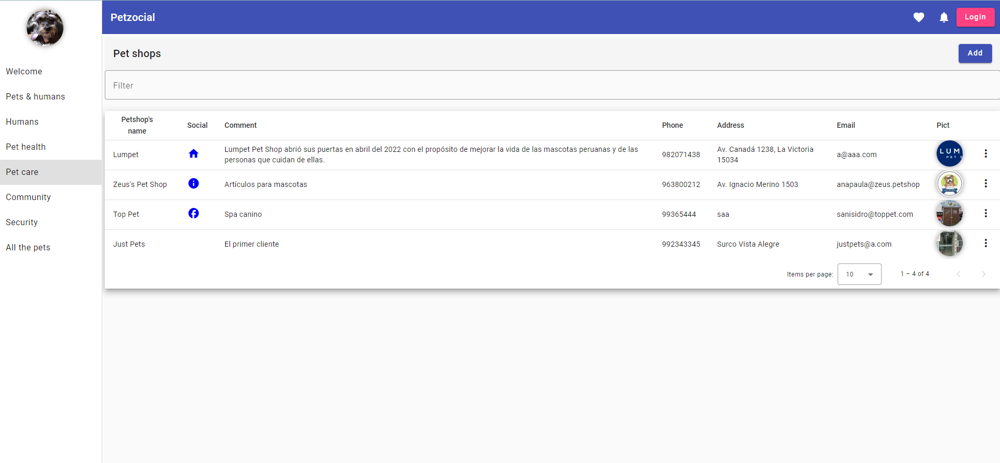 Petzocial
Login
Welcome
Pets & humans
Humans
Pet health
Pet care
Community
Security
All the pets
Pet shops
Add
Filter
Petshop's name Social Comment Phone Address Email Pict
Lumpet Lumpet Pet Shop abrió sus puertas en abril del 2022 con el propósito de mejorar la vida de las mascotas peruanas y de las personas que cuidan de ellas. 982071438 Av. Canadá 1238, La Victoria 15034 a@aaa.com LUM PET S
Zeus's Pet Shop Artículos para mascotas 963800212 Av. Ignacio Merino 1503 anapaula@zeus.petshop
Top Pet Spa canino 99365444 saa sanisidro@toppet.com
Just Pets El primer cliente 992343345 Surco Vista Alegre justpets@a.com
Items per page: 10 1 – 4 of 4